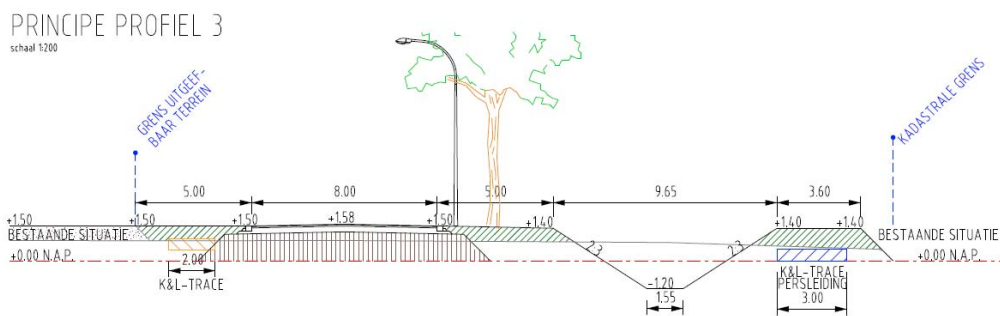 PRINCIPE PROFIEL 3
schaal 1:200
GRENS UITGEEF-
BAAR TERREIN
KADASTRALE GRENS
5.00 8.00 5.00 9.65 3.60
+1.50 +1.50 +1.50 +1.58 +1.50 +1.40 +1.40 +1.40
BESTAANDE SITUATIE 2:3 2:3 BESTAANDE SITUATIE
+0.00 N.A.P. +0.00 N.A.P.
2.00
K&L-TRACE
-1.20
1.55
K&L-TRACE
PERSLEIDING
3.00